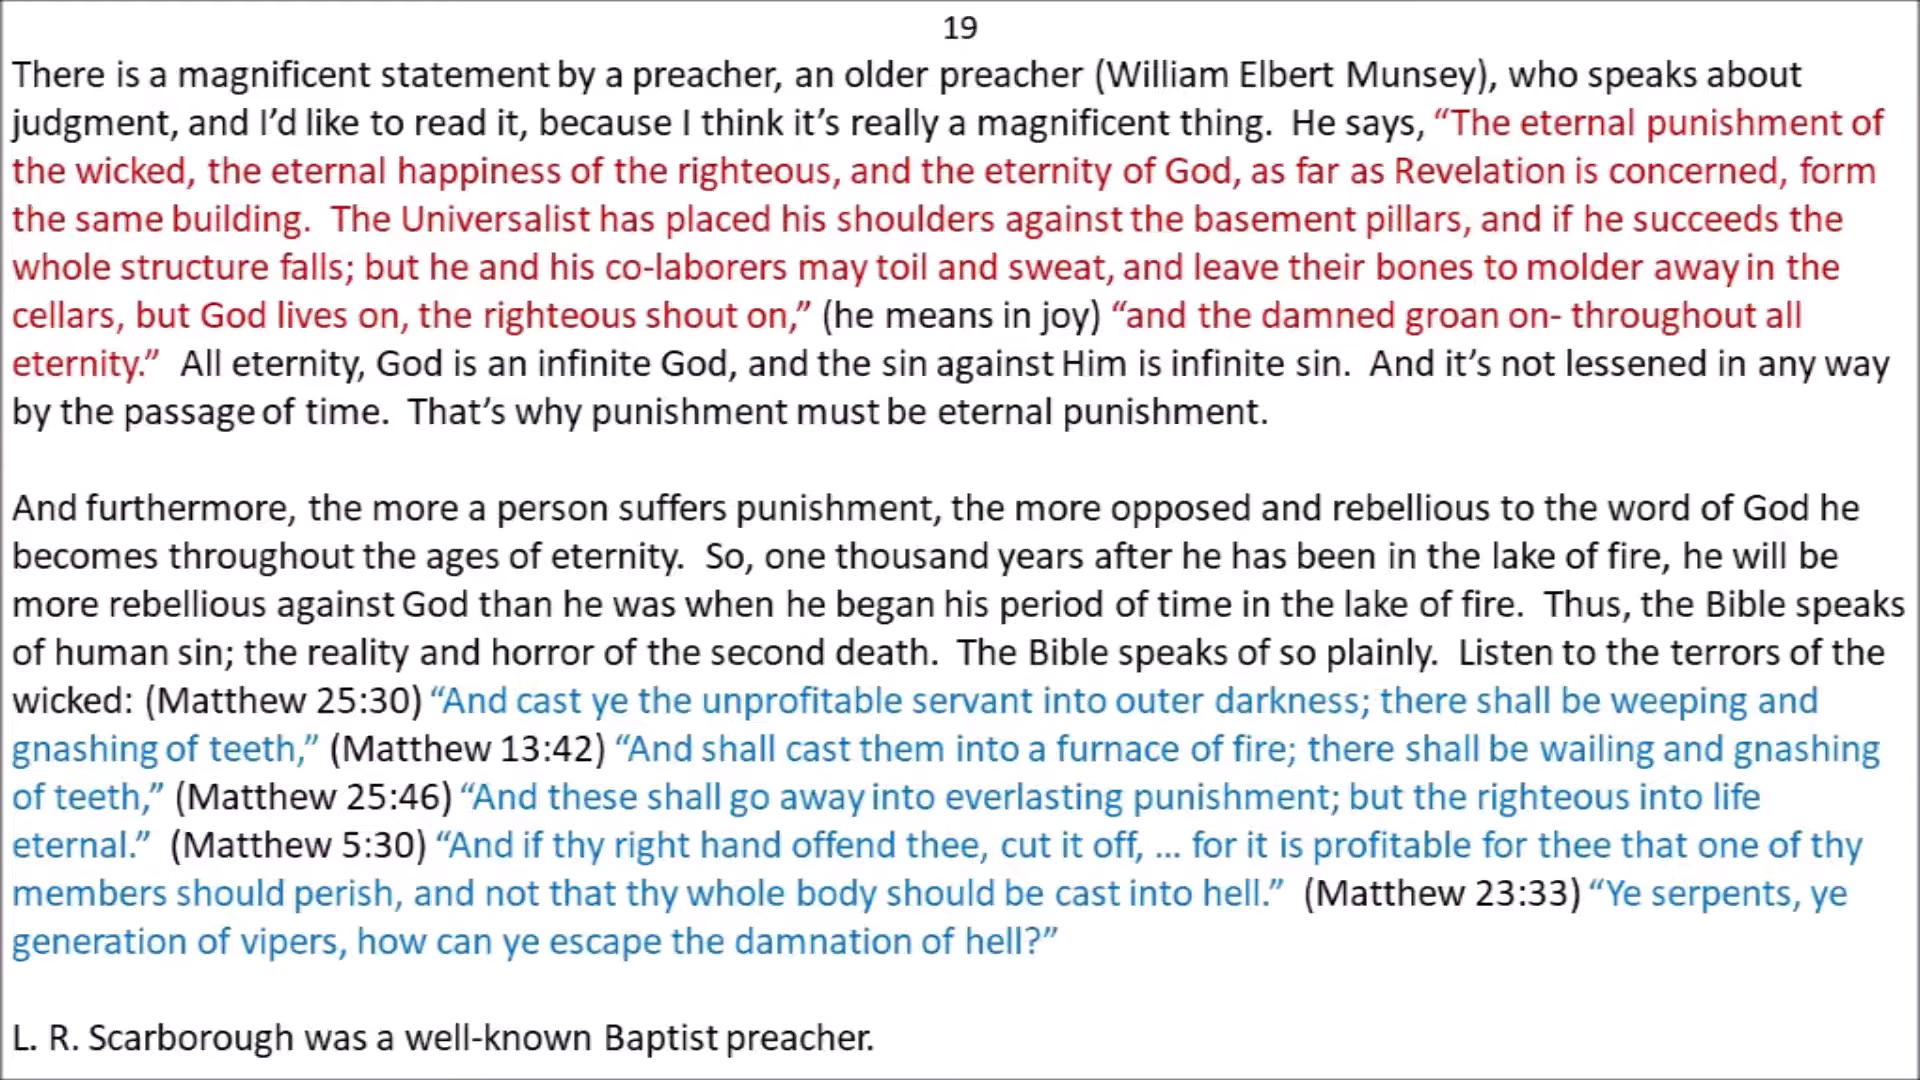 19
There is a magnificent statement by a preacher, an older preacher (William Elbert Munsey), who speaks about
judgment, and I’d like to read it, because I think it’s really a magnificent thing.  He says, “The eternal punishment of
the wicked, the eternal happiness of the righteous, and the eternity of God, as far as Revelation is concerned, form
the same building.  The Universalist has placed his shoulders against the basement pillars, and if he succeeds the
whole structure falls; but he and his co-laborers may toil and sweat, and leave their bones to molder away in the
cellars, but God lives on, the righteous shout on,” (he means in joy) “and the damned groan on- throughout all
eternity.”  All eternity, God is an infinite God, and the sin against Him is infinite sin.  And it’s not lessened in any way
by the passage of time.  That’s why punishment must be eternal punishment.
And furthermore, the more a person suffers punishment, the more opposed and rebellious to the word of God he
becomes throughout the ages of eternity.  So, one thousand years after he has been in the lake of fire, he will be
more rebellious against God than he was when he began his period of time in the lake of fire.  Thus, the Bible speaks
of human sin; the reality and horror of the second death.  The Bible speaks of so plainly.  Listen to the terrors of the
wicked: (Matthew 25:30) “And cast ye the unprofitable servant into outer darkness; there shall be weeping and
gnashing of teeth,” (Matthew 13:42) “And shall cast them into a furnace of fire; there shall be wailing and gnashing
of teeth,” (Matthew 25:46) “And these shall go away into everlasting punishment; but the righteous into life
eternal.”  (Matthew 5:30) “And if thy right hand offend thee, cut it off, … for it is profitable for thee that one of thy
members should perish, and not that thy whole body should be cast into hell.”  (Matthew 23:33) “Ye serpents, ye
generation of vipers, how can ye escape the damnation of hell?”
L. R. Scarborough was a well-known Baptist preacher.